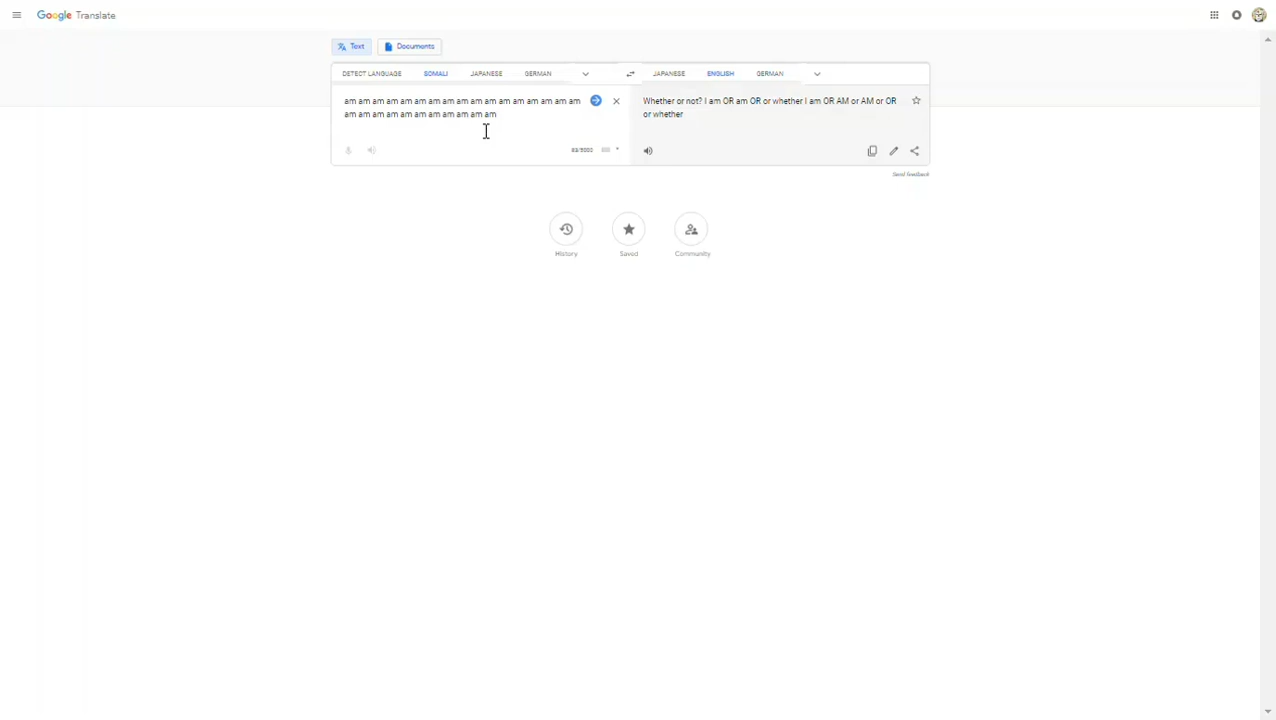 Google Translate
Text Documents
DETECT LANGUAGE SOMALI JAPANESE GERMAN JAPANESE ENGLISH GERMAN
am am am am am am am am am am am am am am am am am Whether or not? I am OR am OR or whether I am OR AM or AM or OR
am am am am am am am am am am am or whether
83/5000
Send feedback
History Saved Community